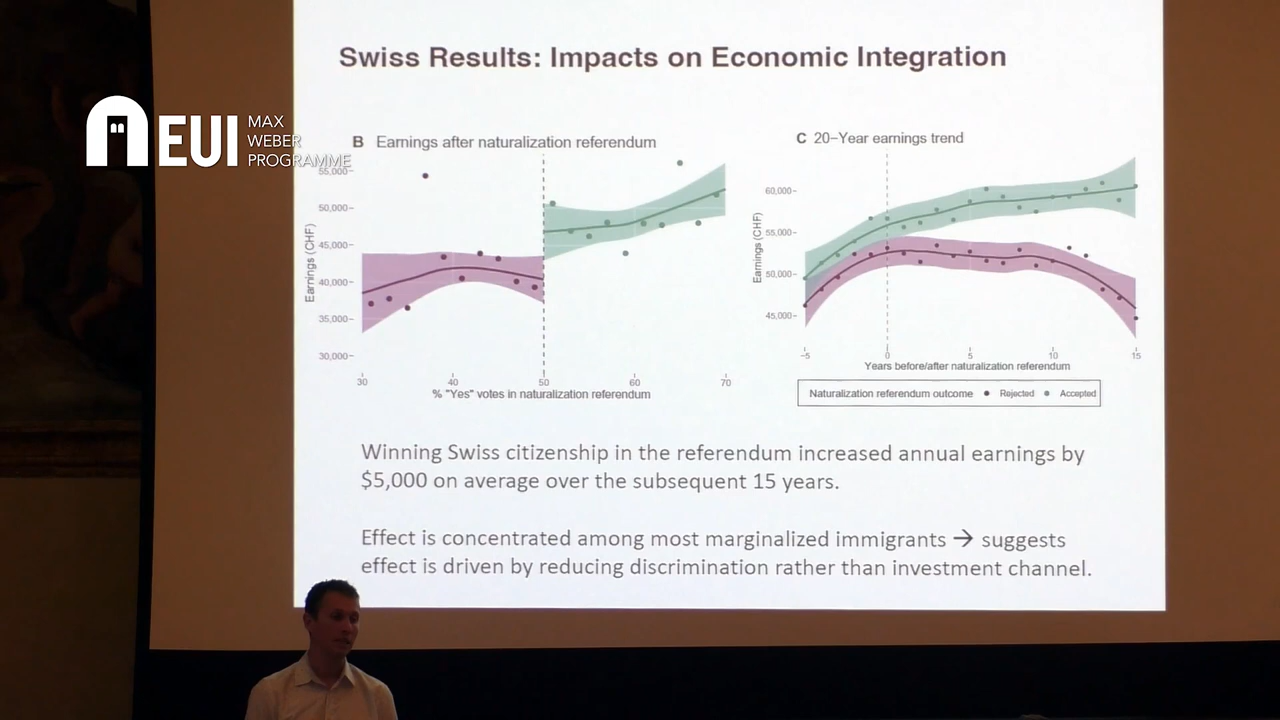 Swiss Results: Impacts on Economic Integration
EUI MAX
WEBER
PROGRAMME
B Earnings after naturalization referendum
55,000
50,000
45,000
40,000
35,000
30,000
Earnings (CHF)
30 40 50 60 70
% "Yes" votes in naturalization referendum
C 20–Year earnings trend
60,000
55,000
50,000
45,000
Earnings (CHF)
−5 0 5 10 15
Years before/after naturalization referendum
Naturalization referendum outcome Rejected Accepted
Winning Swiss citizenship in the referendum increased annual earnings by
$5,000 on average over the subsequent 15 years.
Effect is concentrated among most marginalized immigrants → suggests
effect is driven by reducing discrimination rather than investment channel.